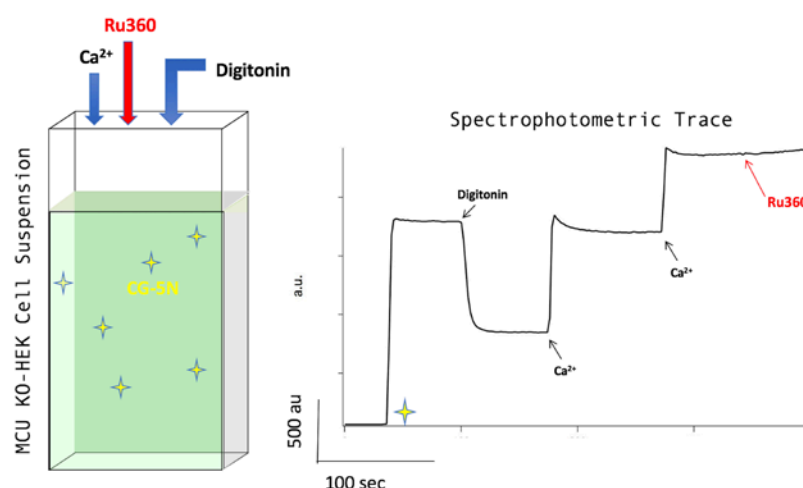 Ru360
Ca²⁺
Digitonin
MCU KO-HEK Cell Suspension
CG-5N
Spectrophotometric Trace
Digitonin
Ru360
Ca²⁺
Ca²⁺
a.u.
500 au
100 sec